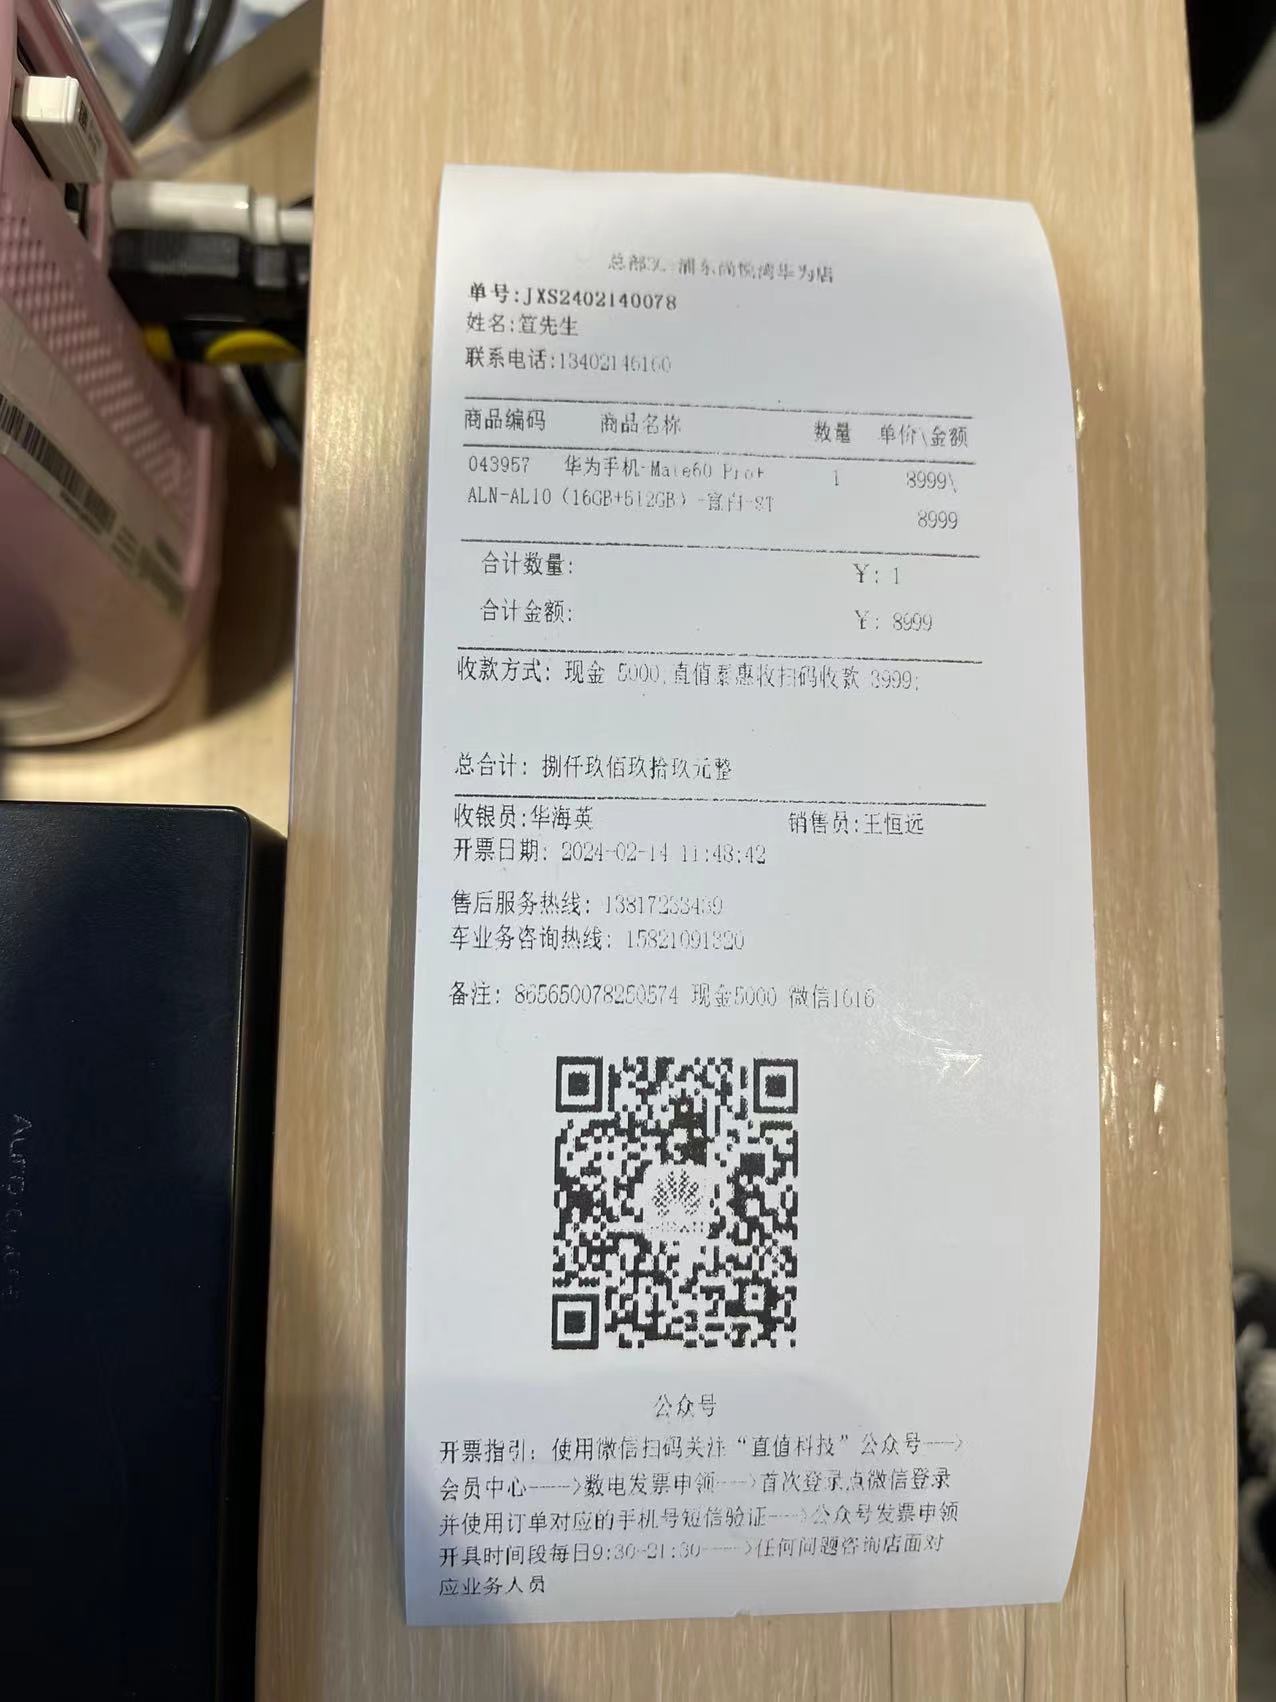 浦东尚悦湾华为店
单号:JXS2402140078
姓名:笪先生
联系电话:13402146160
商品编码 商品名称 数量 单价\金额
043957 华为手机-Mate60 Pro+ 1 8999\
ALN-AL10（16GB+512GB）-宣白-ST 8999
合计数量: ¥: 1
合计金额: ¥: 8999
收款方式: 现金 5000,直值泰惠收扫码收款 3999;
总合计: 捌仟玖佰玖拾玖元整
收银员:华海英 销售员:王恒远
开票日期: 2024-02-14 11:48:42
售后服务热线: 13817233439
车业务咨询热线: 15821091320
备注: 865650078250574 现金5000 微信1616
公众号
开票指引: 使用微信扫码关注“直值科技”公众号--->
会员中心---->数电发票申领---->首次登录点微信登录
并使用订单对应的手机号短信验证---->公众号发票申领
开具时间段每日9:30-21:30---->任何问题咨询店面对
应业务人员